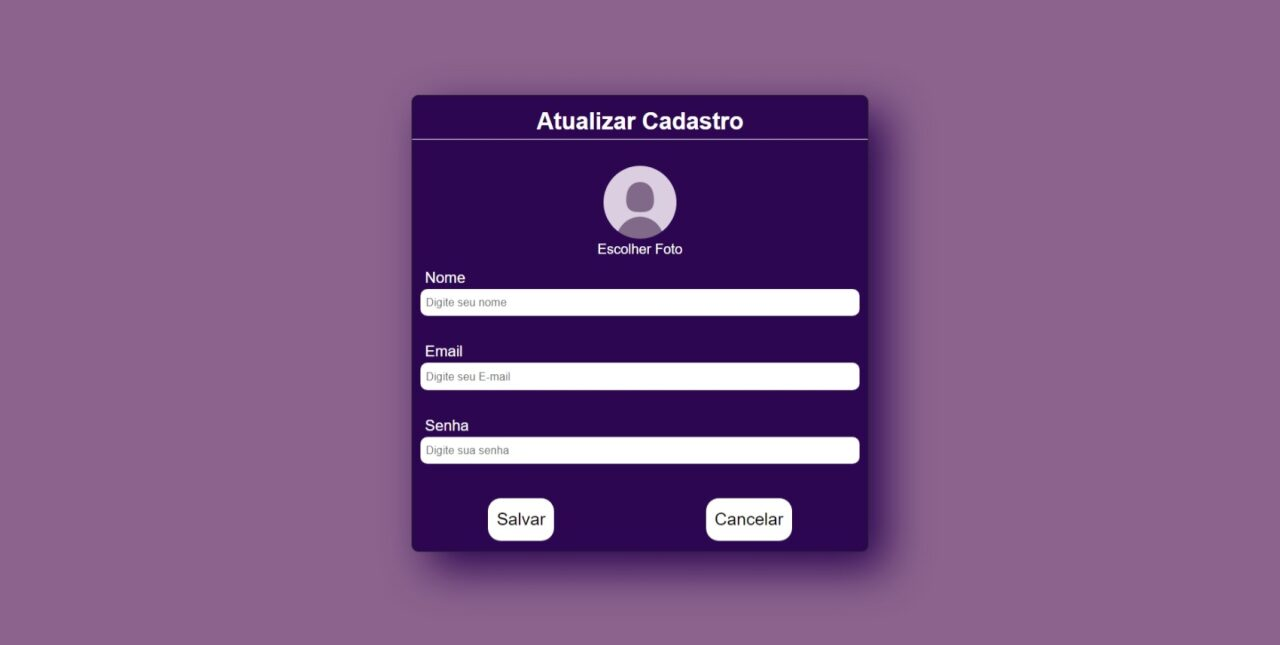 Atualizar Cadastro
Escolher Foto
Nome
Digite seu nome
Email
Digite seu E-mail
Senha
Digite sua senha
Salvar
Cancelar